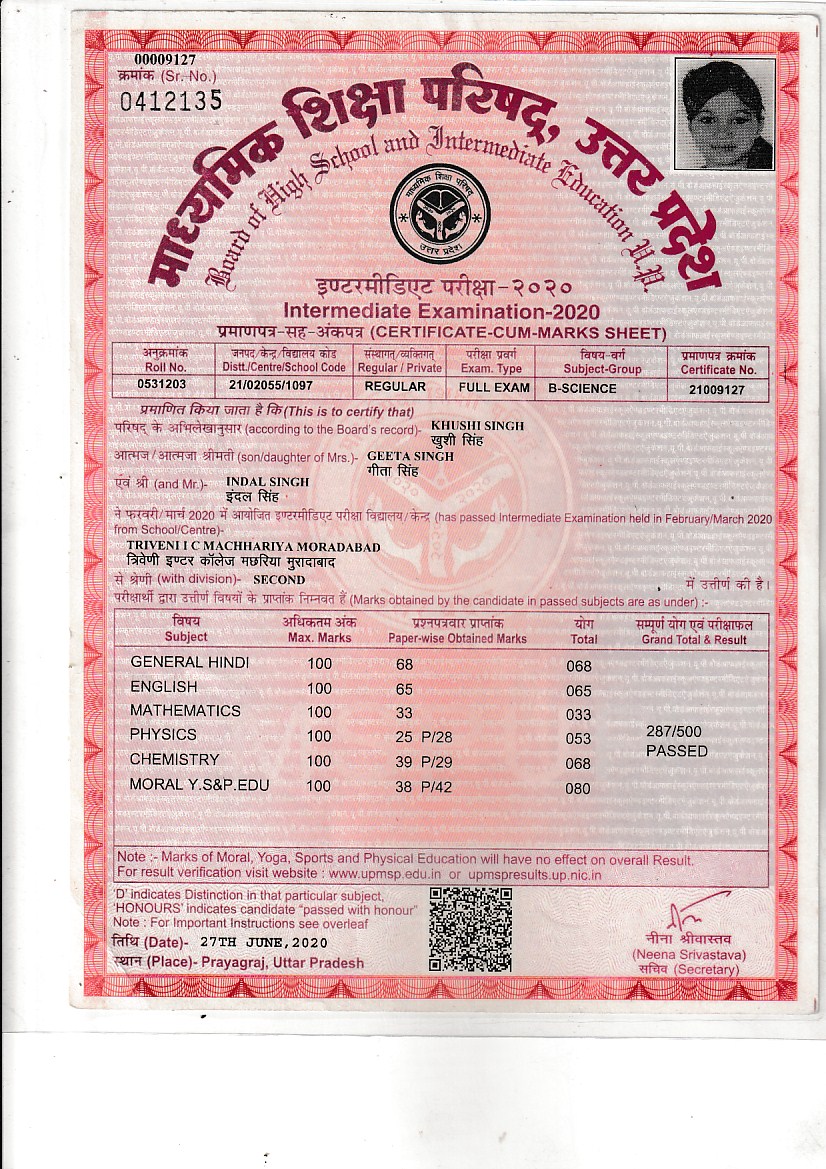 00009127
क्रमांक (Sr. No.)
0412135
माध्यमिक शिक्षा परिषद्, उत्तर प्रदेश
Board of High School and Intermediate Education U.P.
माध्यमिक शिक्षा परिषद्
उत्तर प्रदेश
इण्टरमीडिएट परीक्षा-२०२०
Intermediate Examination-2020
प्रमाणपत्र-सह-अंकपत्र (CERTIFICATE-CUM-MARKS SHEET)
अनुक्रमांक जनपद/केन्द्र/विद्यालय कोड संस्थागत/व्यक्तिगत परीक्षा प्रवर्ग विषय-वर्ग प्रमाणपत्र क्रमांक
Roll No. Distt./Centre/School Code Regular / Private Exam. Type Subject-Group Certificate No.
0531203 21/02055/1097 REGULAR FULL EXAM B-SCIENCE 21009127
प्रमाणित किया जाता है कि (This is to certify that)
परिषद् के अभिलेखानुसार (according to the Board's record)- KHUSHI SINGH
खुशी सिंह
आत्मज/आत्मजा श्रीमती (son/daughter of Mrs.)- GEETA SINGH
गीता सिंह
एवं श्री (and Mr.)- INDAL SINGH
इंदल सिंह
ने फरवरी/मार्च 2020 में आयोजित इण्टरमीडिएट परीक्षा विद्यालय/केन्द्र (has passed Intermediate Examination held in February/March 2020
from School/Centre)-
TRIVENI I C MACHHARIYA MORADABAD
त्रिवेणी इण्टर कॉलेज मछरिया मुरादाबाद
से श्रेणी (with division)- SECOND में उत्तीर्ण की है।
परीक्षार्थी द्वारा उत्तीर्ण विषयों के प्राप्तांक निम्नवत हैं (Marks obtained by the candidate in passed subjects are as under) :-
विषय अधिकतम अंक प्रश्नपत्रवार प्राप्तांक योग सम्पूर्ण योग एवं परीक्षाफल
Subject Max. Marks Paper-wise Obtained Marks Total Grand Total & Result
GENERAL HINDI 100 68 068
ENGLISH 100 65 065
MATHEMATICS 100 33 033
PHYSICS 100 25 P/28 053 287/500
PASSED
CHEMISTRY 100 39 P/29 068
MORAL Y.S&P.EDU 100 38 P/42 080
Note :- Marks of Moral, Yoga, Sports and Physical Education will have no effect on overall Result.
For result verification visit website : www.upmsp.edu.in or upmspresults.up.nic.in
'D' indicates Distinction in that particular subject,
'HONOURS' indicates candidate "passed with honour"
Note : For Important Instructions see overleaf
तिथि (Date)- 27TH JUNE,2020
स्थान (Place)- Prayagraj, Uttar Pradesh
नीना श्रीवास्तव
(Neena Srivastava)
सचिव (Secretary)